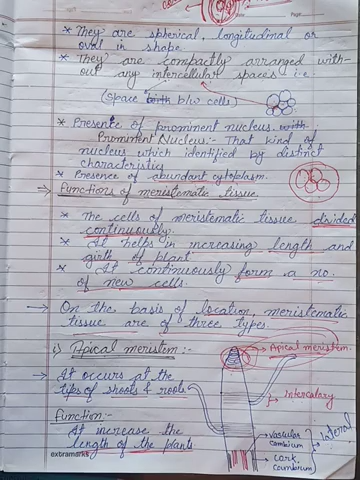 * They are spherical, longitudinal or
oval in shape.
* They are compactly arranged with-
out any intercellular spaces i.e.
(space birth b/w cells)
* Presente of prominent nucleus. with.
Prominent Nucleus:- That kind of
nucleus which identified by distinct
characteristics
* Presence of abundant cytoplasm.
→ Functions of meristematic tissue.
* The cells of meristematic tissue divided
continuously.
* It helps in increasing length and
girth of plant
* It continuously form a no.
of new cells.
→ On the basis of location, meristematic
tissue are of three types.
i) Apical meristem:-
→ Apical meristem
→ It occurs at the
tips of shoots & roots
Intercalary
Function:-
It increase the
length of the plants
vascular
cambium
cork
coumbium
lateral
extramarks